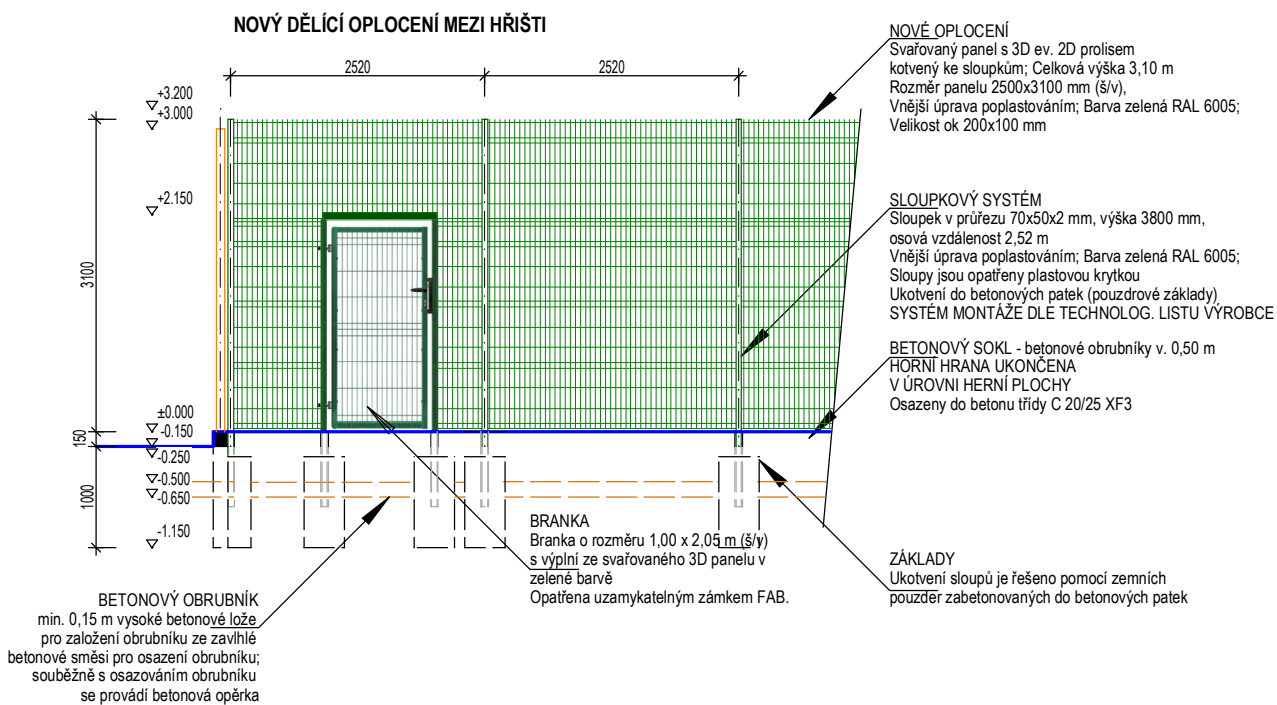 NOVÝ DĚLÍCÍ OPLOCENÍ MEZI HŘIŠTI
2520
2520
+3.200
+3.000
+2.150
3100
±0.000
-0.150
150
-0.250
-0.500
-0.650
1000
-1.150
NOVÉ OPLOCENÍ
Svařovaný panel s 3D ev. 2D prolisem
kotvený ke sloupkům; Celková výška 3,10 m
Rozměr panelu 2500x3100 mm (š/v),
Vnější úprava poplastováním; Barva zelená RAL 6005;
Velikost ok 200x100 mm
SLOUPKOVÝ SYSTÉM
Sloupek v průřezu 70x50x2 mm, výška 3800 mm,
osová vzdálenost 2,52 m
Vnější úprava poplastováním; Barva zelená RAL 6005;
Sloupy jsou opatřeny plastovou krytkou
Ukotvení do betonových patek (pouzdrové základy)
SYSTÉM MONTÁŽE DLE TECHNOLOG. LISTU VÝROBCE
BETONOVÝ SOKL - betonové obrubníky v. 0,50 m
HORNÍ HRANA UKONČENA
V ÚROVNI HERNÍ PLOCHY
Osazeny do betonu třídy C 20/25 XF3
ZÁKLADY
Ukotvení sloupů je řešeno pomocí zemních
pouzder zabetonovaných do betonových patek
BRANKA
Branka o rozměru 1,00 x 2,05 m (š/v)
s výplní ze svařovaného 3D panelu v
zelené barvě
Opatřena uzamykatelným zámkem FAB.
BETONOVÝ OBRUBNÍK
min. 0,15 m vysoké betonové lože
pro založení obrubníku ze zavlhlé
betonové směsi pro osazení obrubníku;
souběžně s osazováním obrubníku
se provádí betonová opěrka